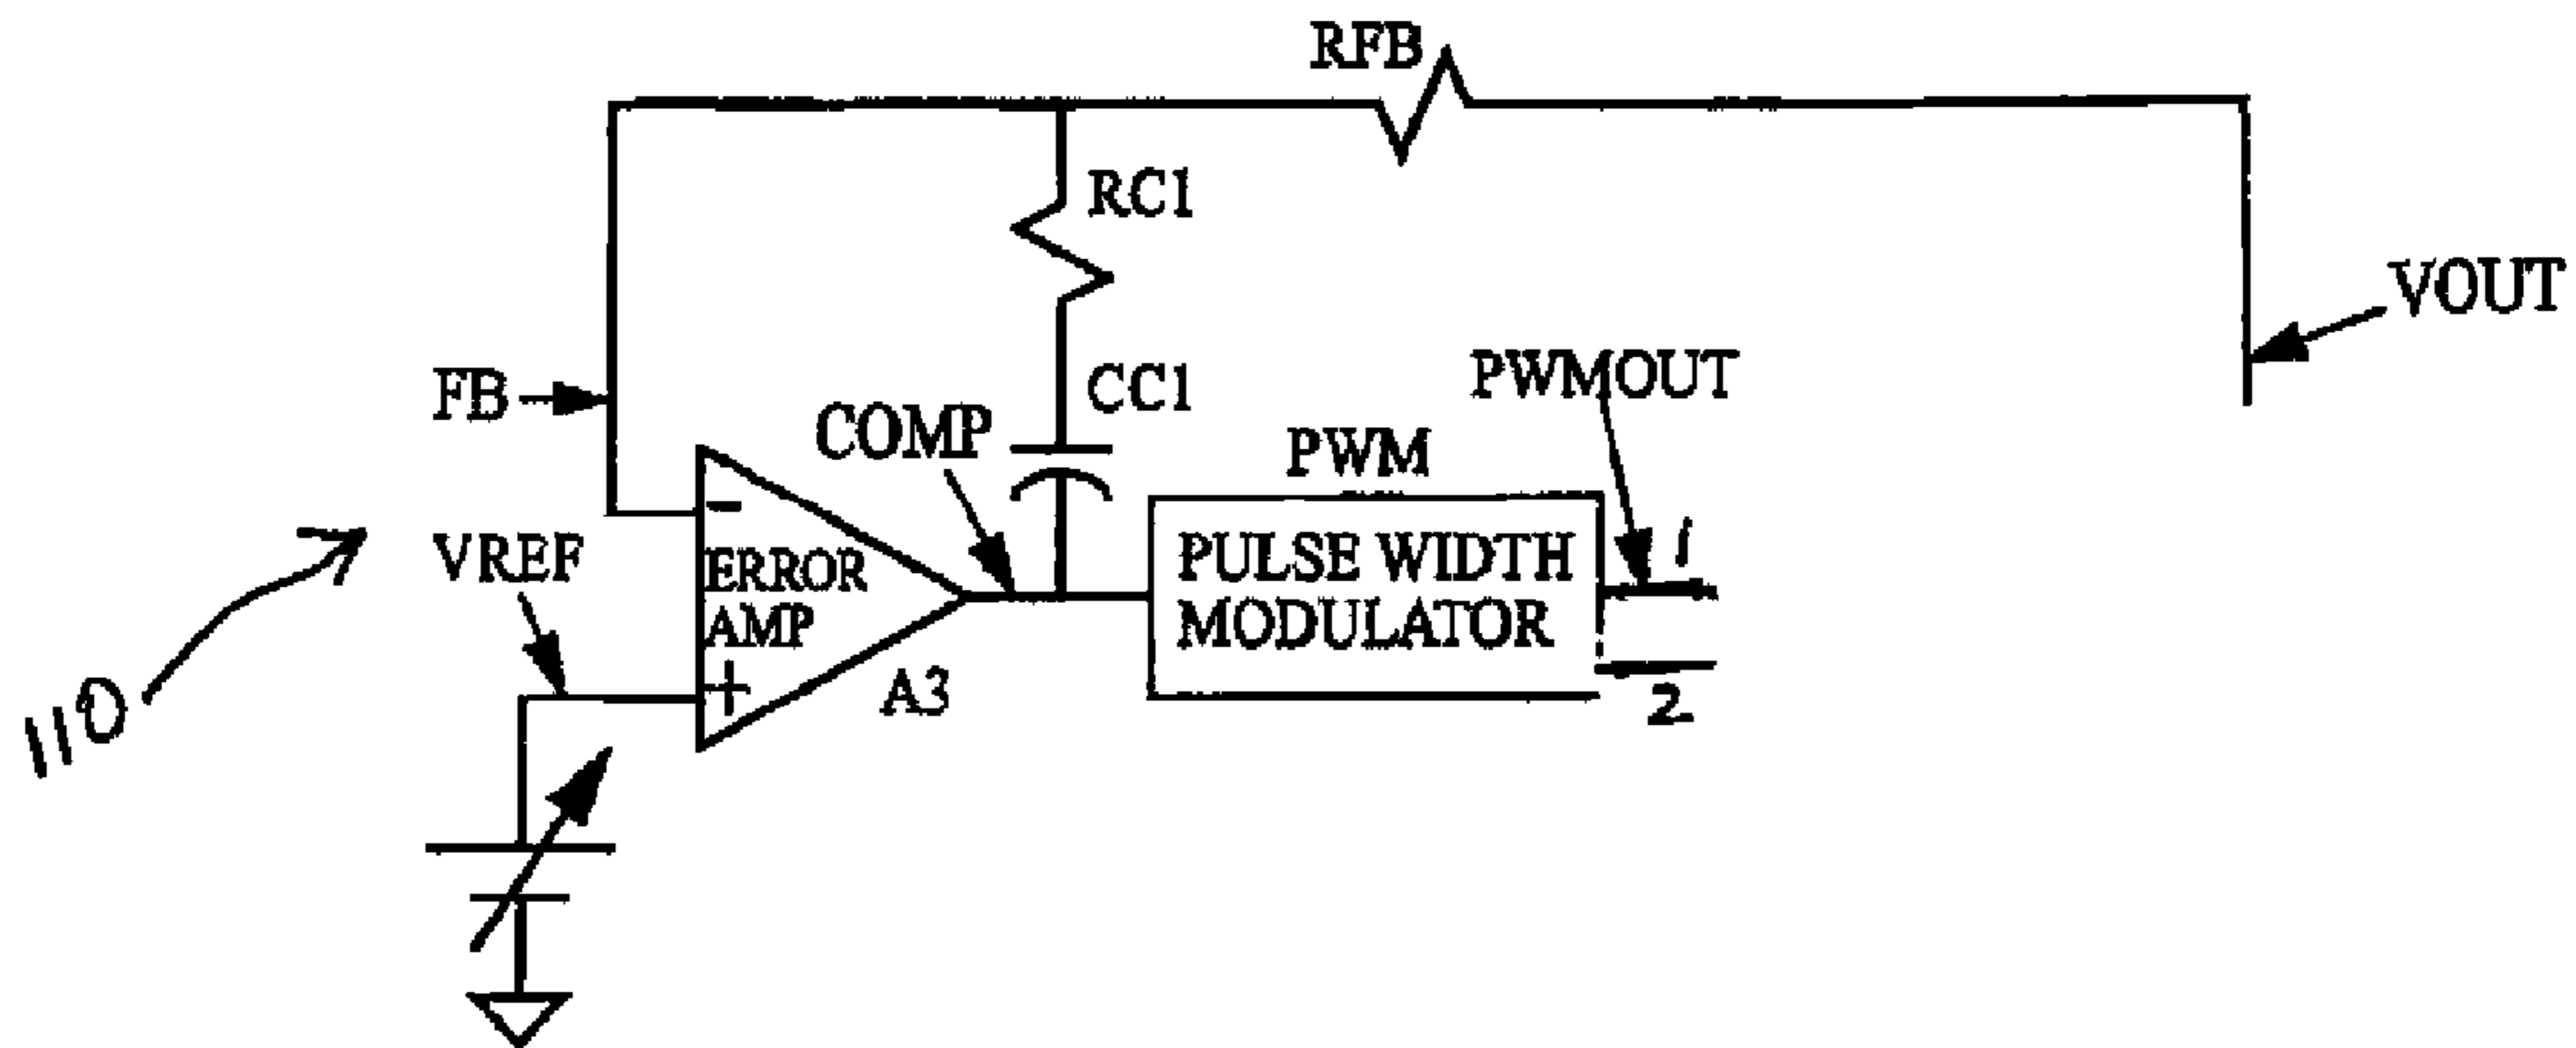 RFB
RC1
VOUT
FB
CC1
COMP
PWMOUT
PWM
-
1
VREF
ERROR
AMP
PULSE WIDTH
MODULATOR
+
A3
2
110